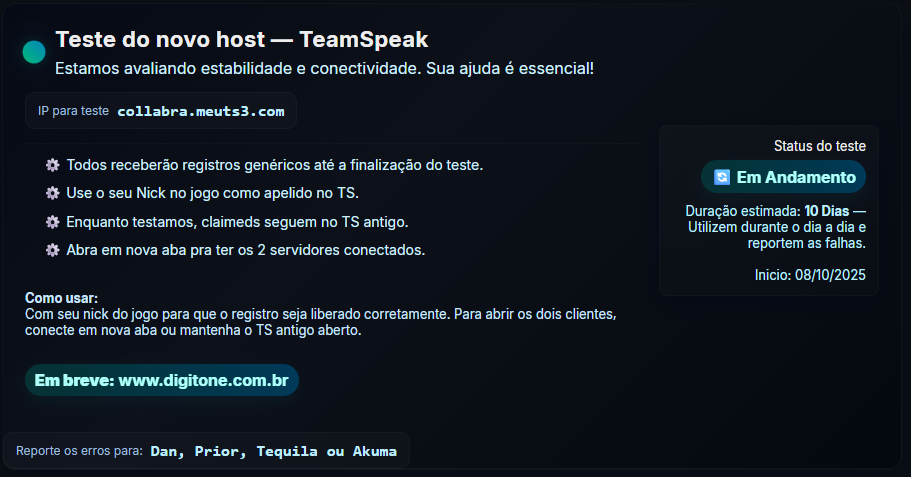 Teste do novo host — TeamSpeak
Estamos avaliando estabilidade e conectividade. Sua ajuda é essencial!
IP para teste collabra.meuts3.com
Todos receberão registros genéricos até a finalização do teste.
Use o seu Nick no jogo como apelido no TS.
Enquanto testamos, claimeds seguem no TS antigo.
Abra em nova aba pra ter os 2 servidores conectados.
Como usar:
Com seu nick do jogo para que o registro seja liberado corretamente. Para abrir os dois clientes,
conecte em nova aba ou mantenha o TS antigo aberto.
Em breve: www.digitone.com.br
Status do teste
Em Andamento
Duração estimada: 10 Dias —
Utilizem durante o dia a dia e
reportem as falhas.
Inicio: 08/10/2025
Reporte os erros para: Dan, Prior, Tequila ou Akuma